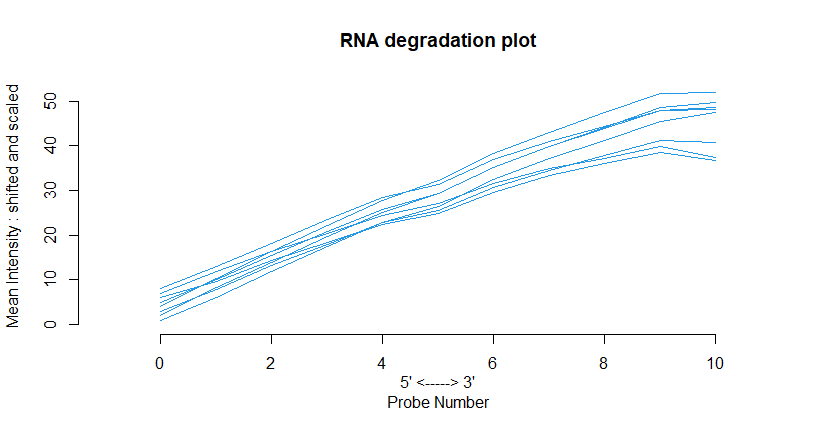 RNA degradation plot
Mean Intensity : shifted and scaled
50
40
30
20
10
0
0 2 4 6 8 10
5' <-----> 3'
Probe Number